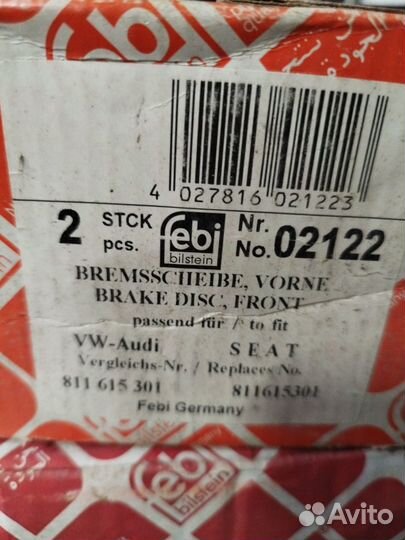 4 027816 021223
2 STCK pcs. febi bilstein Nr. No. 02122
BREMSSCHEIBE, VORNE
BRAKE DISC, FRONT
passend für / to fit
VW-Audi SEAT
Vergleichs-Nr. / Replaces No.
811 615 301 811615301
Febi Germany
febi
bilstein
Avito